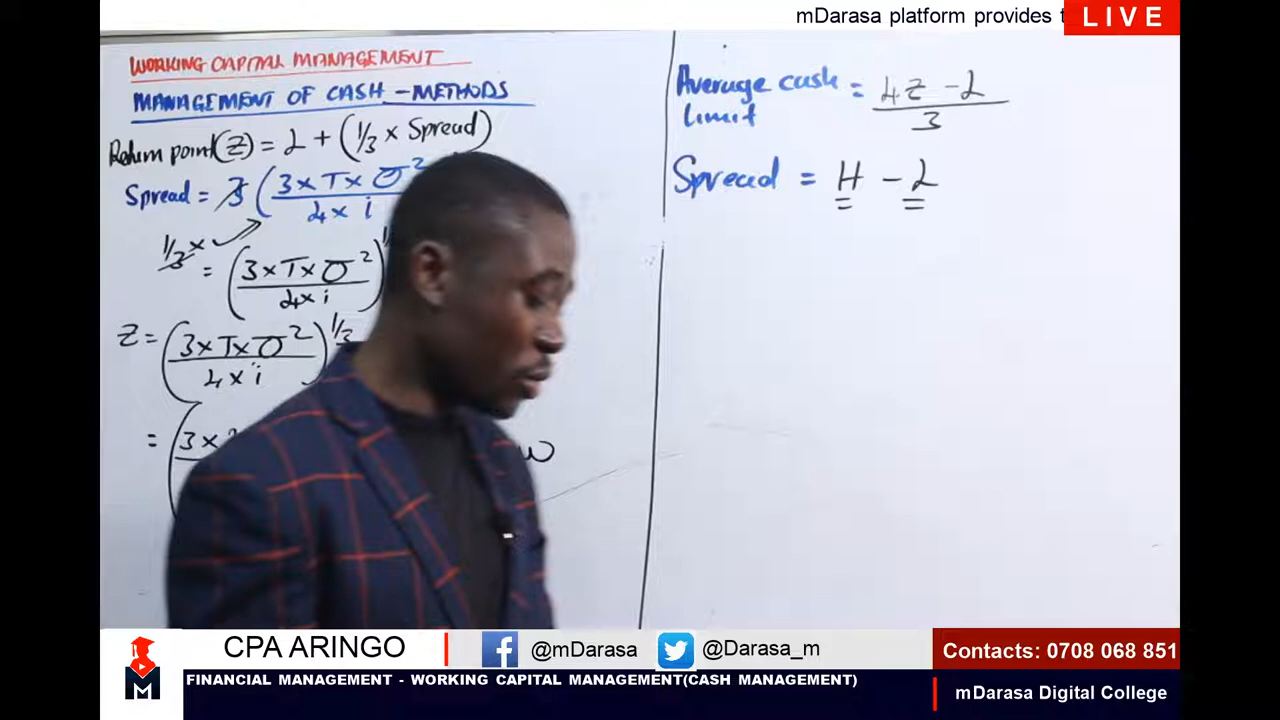 mDarasa platform provides
LIVE
WORKING CAPITAL MANAGEMENT
MANAGEMENT OF CASH - METHODS
Return point (Z) = L + (1/3 x Spread)
Spread = 3 (3 x T x σ²
4 x i
1/3 x
= (3 x T x σ²)
4 x i
Z = (3 x T x σ²)^1/3
4 x i
= (3 x
Average cash limit = 4Z - L
3
Spread = H - L
CPA ARINGO
@mDarasa
@Darasa_m
Contacts: 0708 068 851
FINANCIAL MANAGEMENT - WORKING CAPITAL MANAGEMENT(CASH MANAGEMENT)
mDarasa Digital College